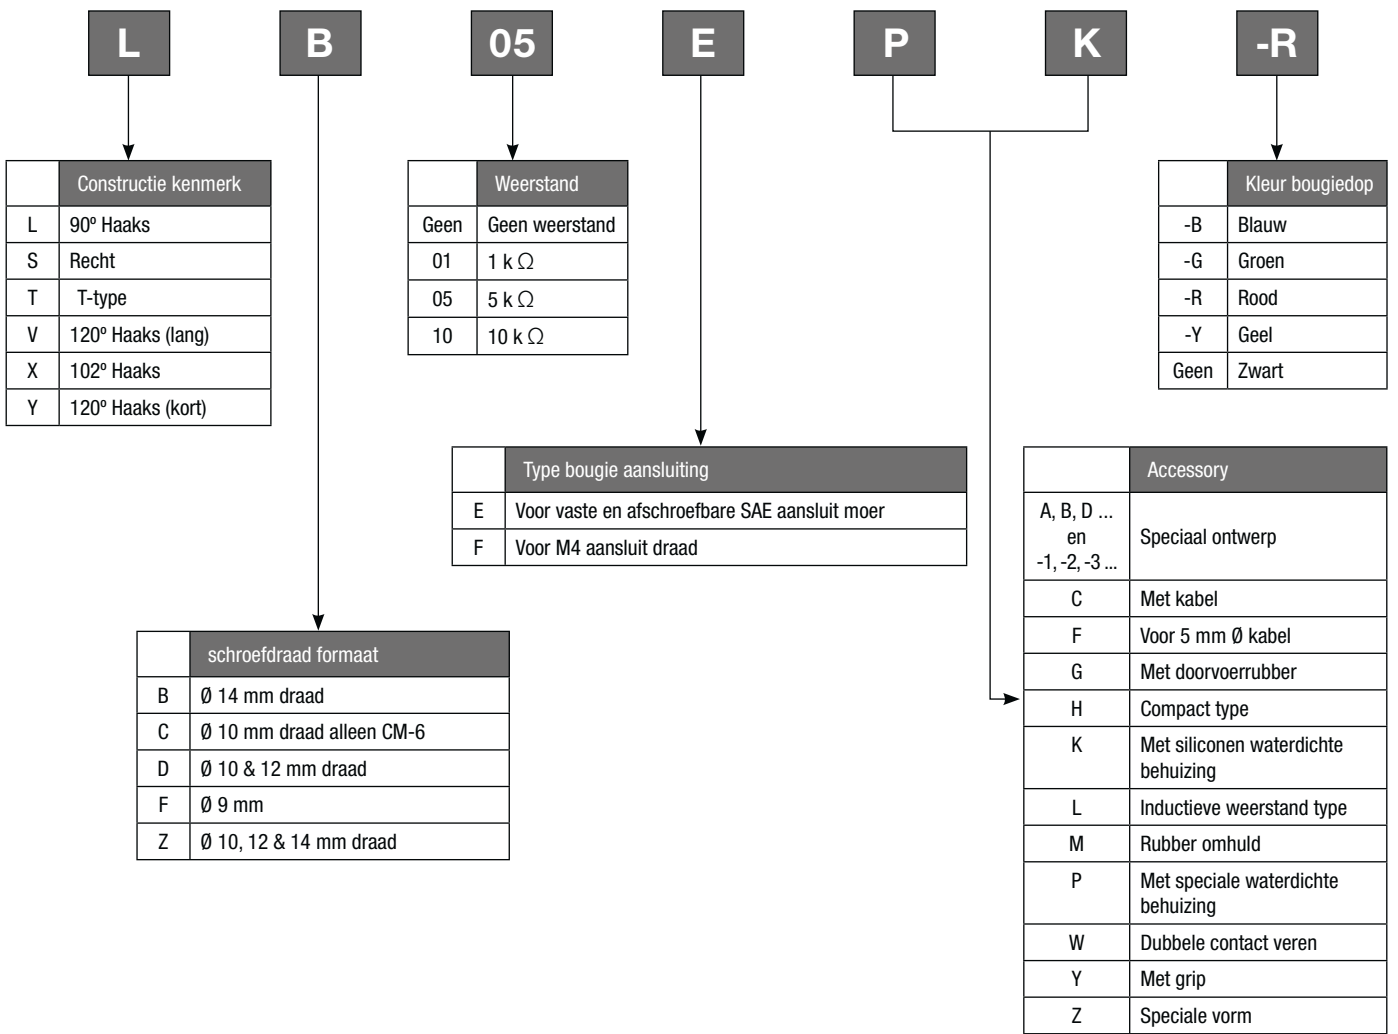 L B 05 E P K -R
Constructie kenmerk
L 90º Haaks
S Recht
T T-type
V 120º Haaks (lang)
X 102º Haaks
Y 120º Haaks (kort)
Weerstand
Geen Geen weerstand
01 1 k Ω
05 5 k Ω
10 10 k Ω
Kleur bougiedop
-B Blauw
-G Groen
-R Rood
-Y Geel
Geen Zwart
Type bougie aansluiting
E Voor vaste en afschroefbare SAE aansluit moer
F Voor M4 aansluit draad
schroefdraad formaat
B Ø 14 mm draad
C Ø 10 mm draad alleen CM-6
D Ø 10 & 12 mm draad
F Ø 9 mm
Z Ø 10, 12 & 14 mm draad
Accessory
A, B, D ...
en
-1, -2, -3 ...
Speciaal ontwerp
C Met kabel
F Voor 5 mm Ø kabel
G Met doorvoerrubber
H Compact type
K Met siliconen waterdichte
behuizing
L Inductieve weerstand type
M Rubber omhuld
P Met speciale waterdichte
behuizing
W Dubbele contact veren
Y Met grip
Z Speciale vorm